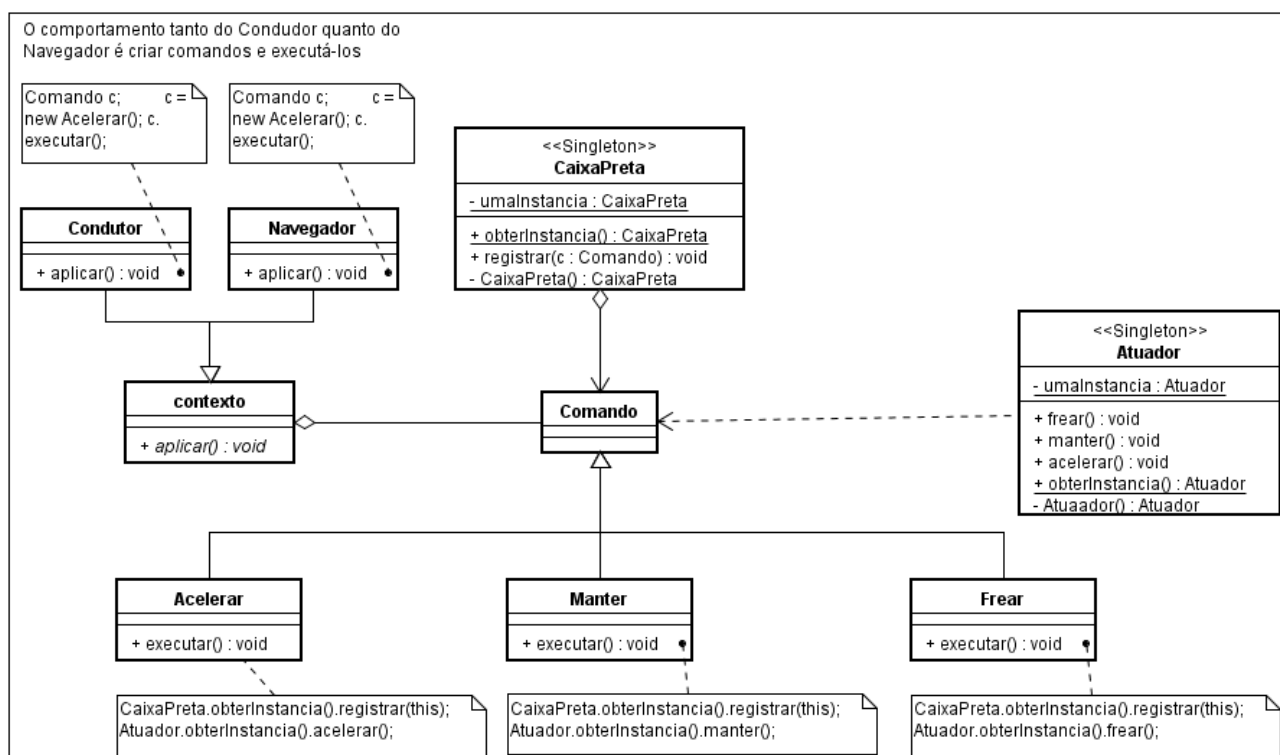 O comportamento tanto do Condudor quanto do
Navegador é criar comandos e executá-los
Comando c; c =
new Acelerar(); c.
executar();
Comando c; c =
new Acelerar(); c.
executar();
<<Singleton>>
CaixaPreta
- umaInstancia : CaixaPreta
+ obterInstancia() : CaixaPreta
+ registrar(c : Comando) : void
- CaixaPreta() : CaixaPreta
Condutor
+ aplicar() : void
Navegador
+ aplicar() : void
<<Singleton>>
Atuador
- umaInstancia : Atuador
+ frear() : void
+ manter() : void
+ acelerar() : void
+ obterInstancia() : Atuador
- Atuaador() : Atuador
contexto
+ aplicar() : void
Comando
Acelerar
+ executar() : void
Manter
+ executar() : void
Frear
+ executar() : void
CaixaPreta.obterInstancia().registrar(this);
Atuador.obterInstancia().acelerar();
CaixaPreta.obterInstancia().registrar(this);
Atuador.obterInstancia().manter();
CaixaPreta.obterInstancia().registrar(this);
Atuador.obterInstancia().frear();